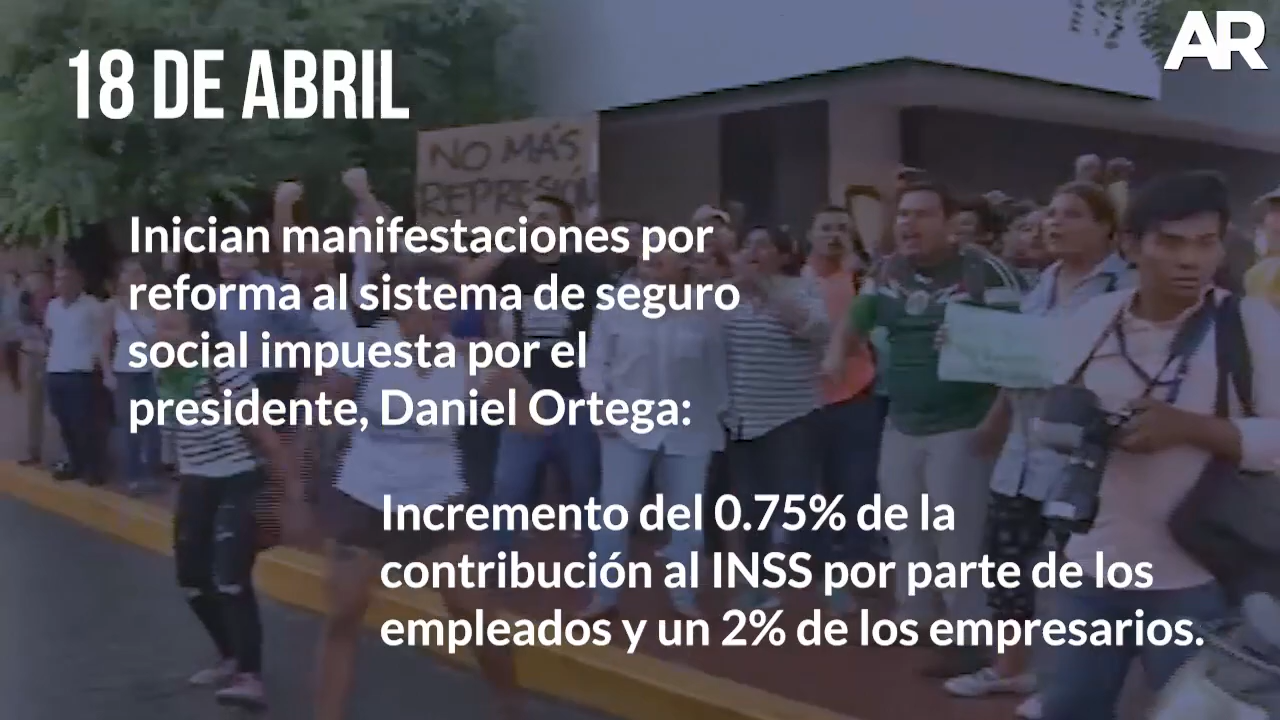 18 DE ABRIL
AR
NO MÁS
REPRESIÓN
Inician manifestaciones por
reforma al sistema de seguro
social impuesta por el
presidente, Daniel Ortega:
Incremento del 0.75% de la
contribución al INSS por parte de los
empleados y un 2% de los empresarios.